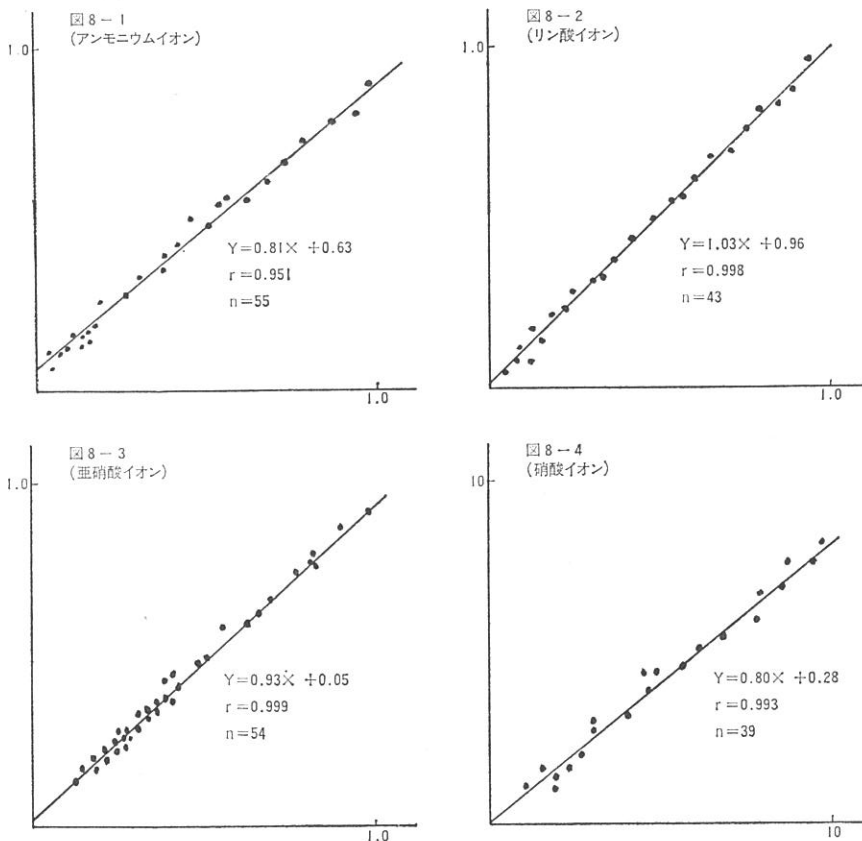 図8-1
(アンモニウムイオン)
1.0
Y=0.81X +0.63
r=0.951
n=55
1.0
図8-2
(リン酸イオン)
1.0
Y=1.03X +0.96
r=0.998
n=43
1.0
図8-3
(亜硝酸イオン)
1.0
Y=0.93X +0.05
r=0.999
n=54
1.0
図8-4
(硝酸イオン)
10
Y=0.80X +0.28
r=0.993
n=39
10